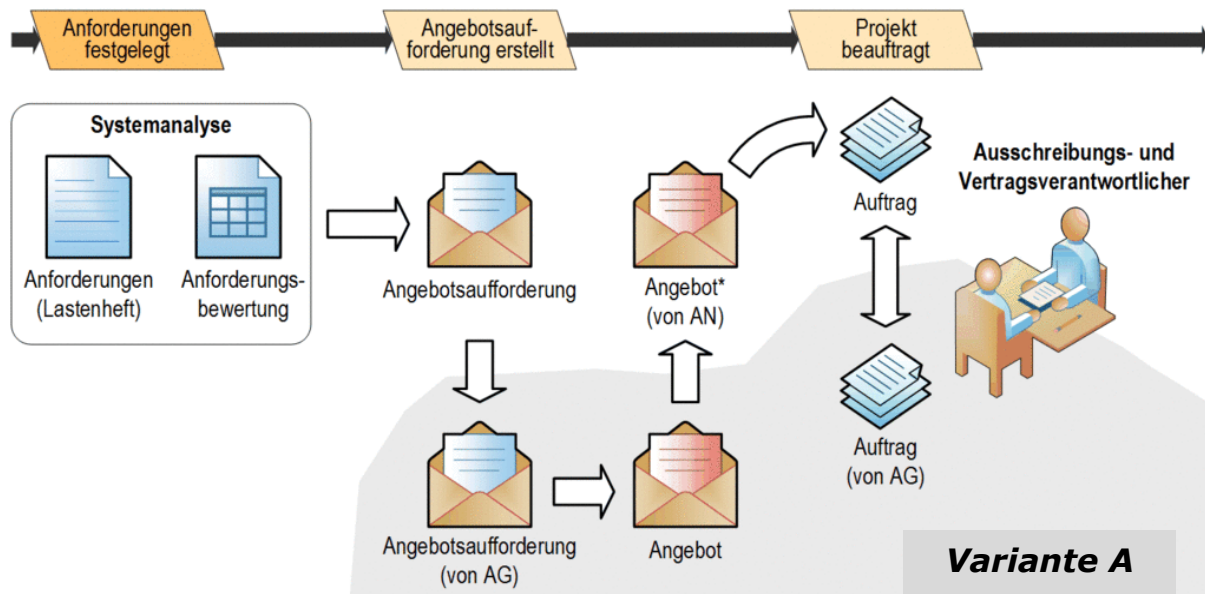 Anforderungen
festgelegt
Angebotsauf-
forderung erstellt
Projekt
beauftragt
Systemanalyse
Anforderungen
(Lastenheft)
Anforderungs-
bewertung
Angebotsaufforderung
Angebot*
(von AN)
Auftrag
Ausschreibungs- und
Vertragsverantwortlicher
Angebotsaufforderung
(von AG)
Angebot
Auftrag
(von AG)
Variante A